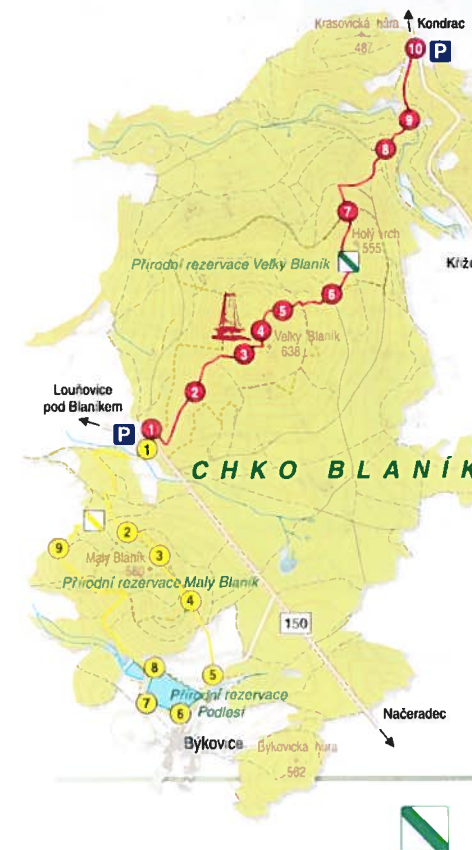 Krasovická hůra
487
Kondrac
10
P
9
8
7
Holý vrch
555
Přírodní rezervace Velký Blaník
6
5
4
Velký Blaník
638
3
2
Louňovice
pod Blaníkem
P
1
1
CHKO BLANÍK
2
9
3
Malý Blaník
Přírodní rezervace Malý Blaník
4
150
8
5
Přírodní rezervace
Podlesí
7
6
Načeradec
Býkovice
Býkovická hůra
562